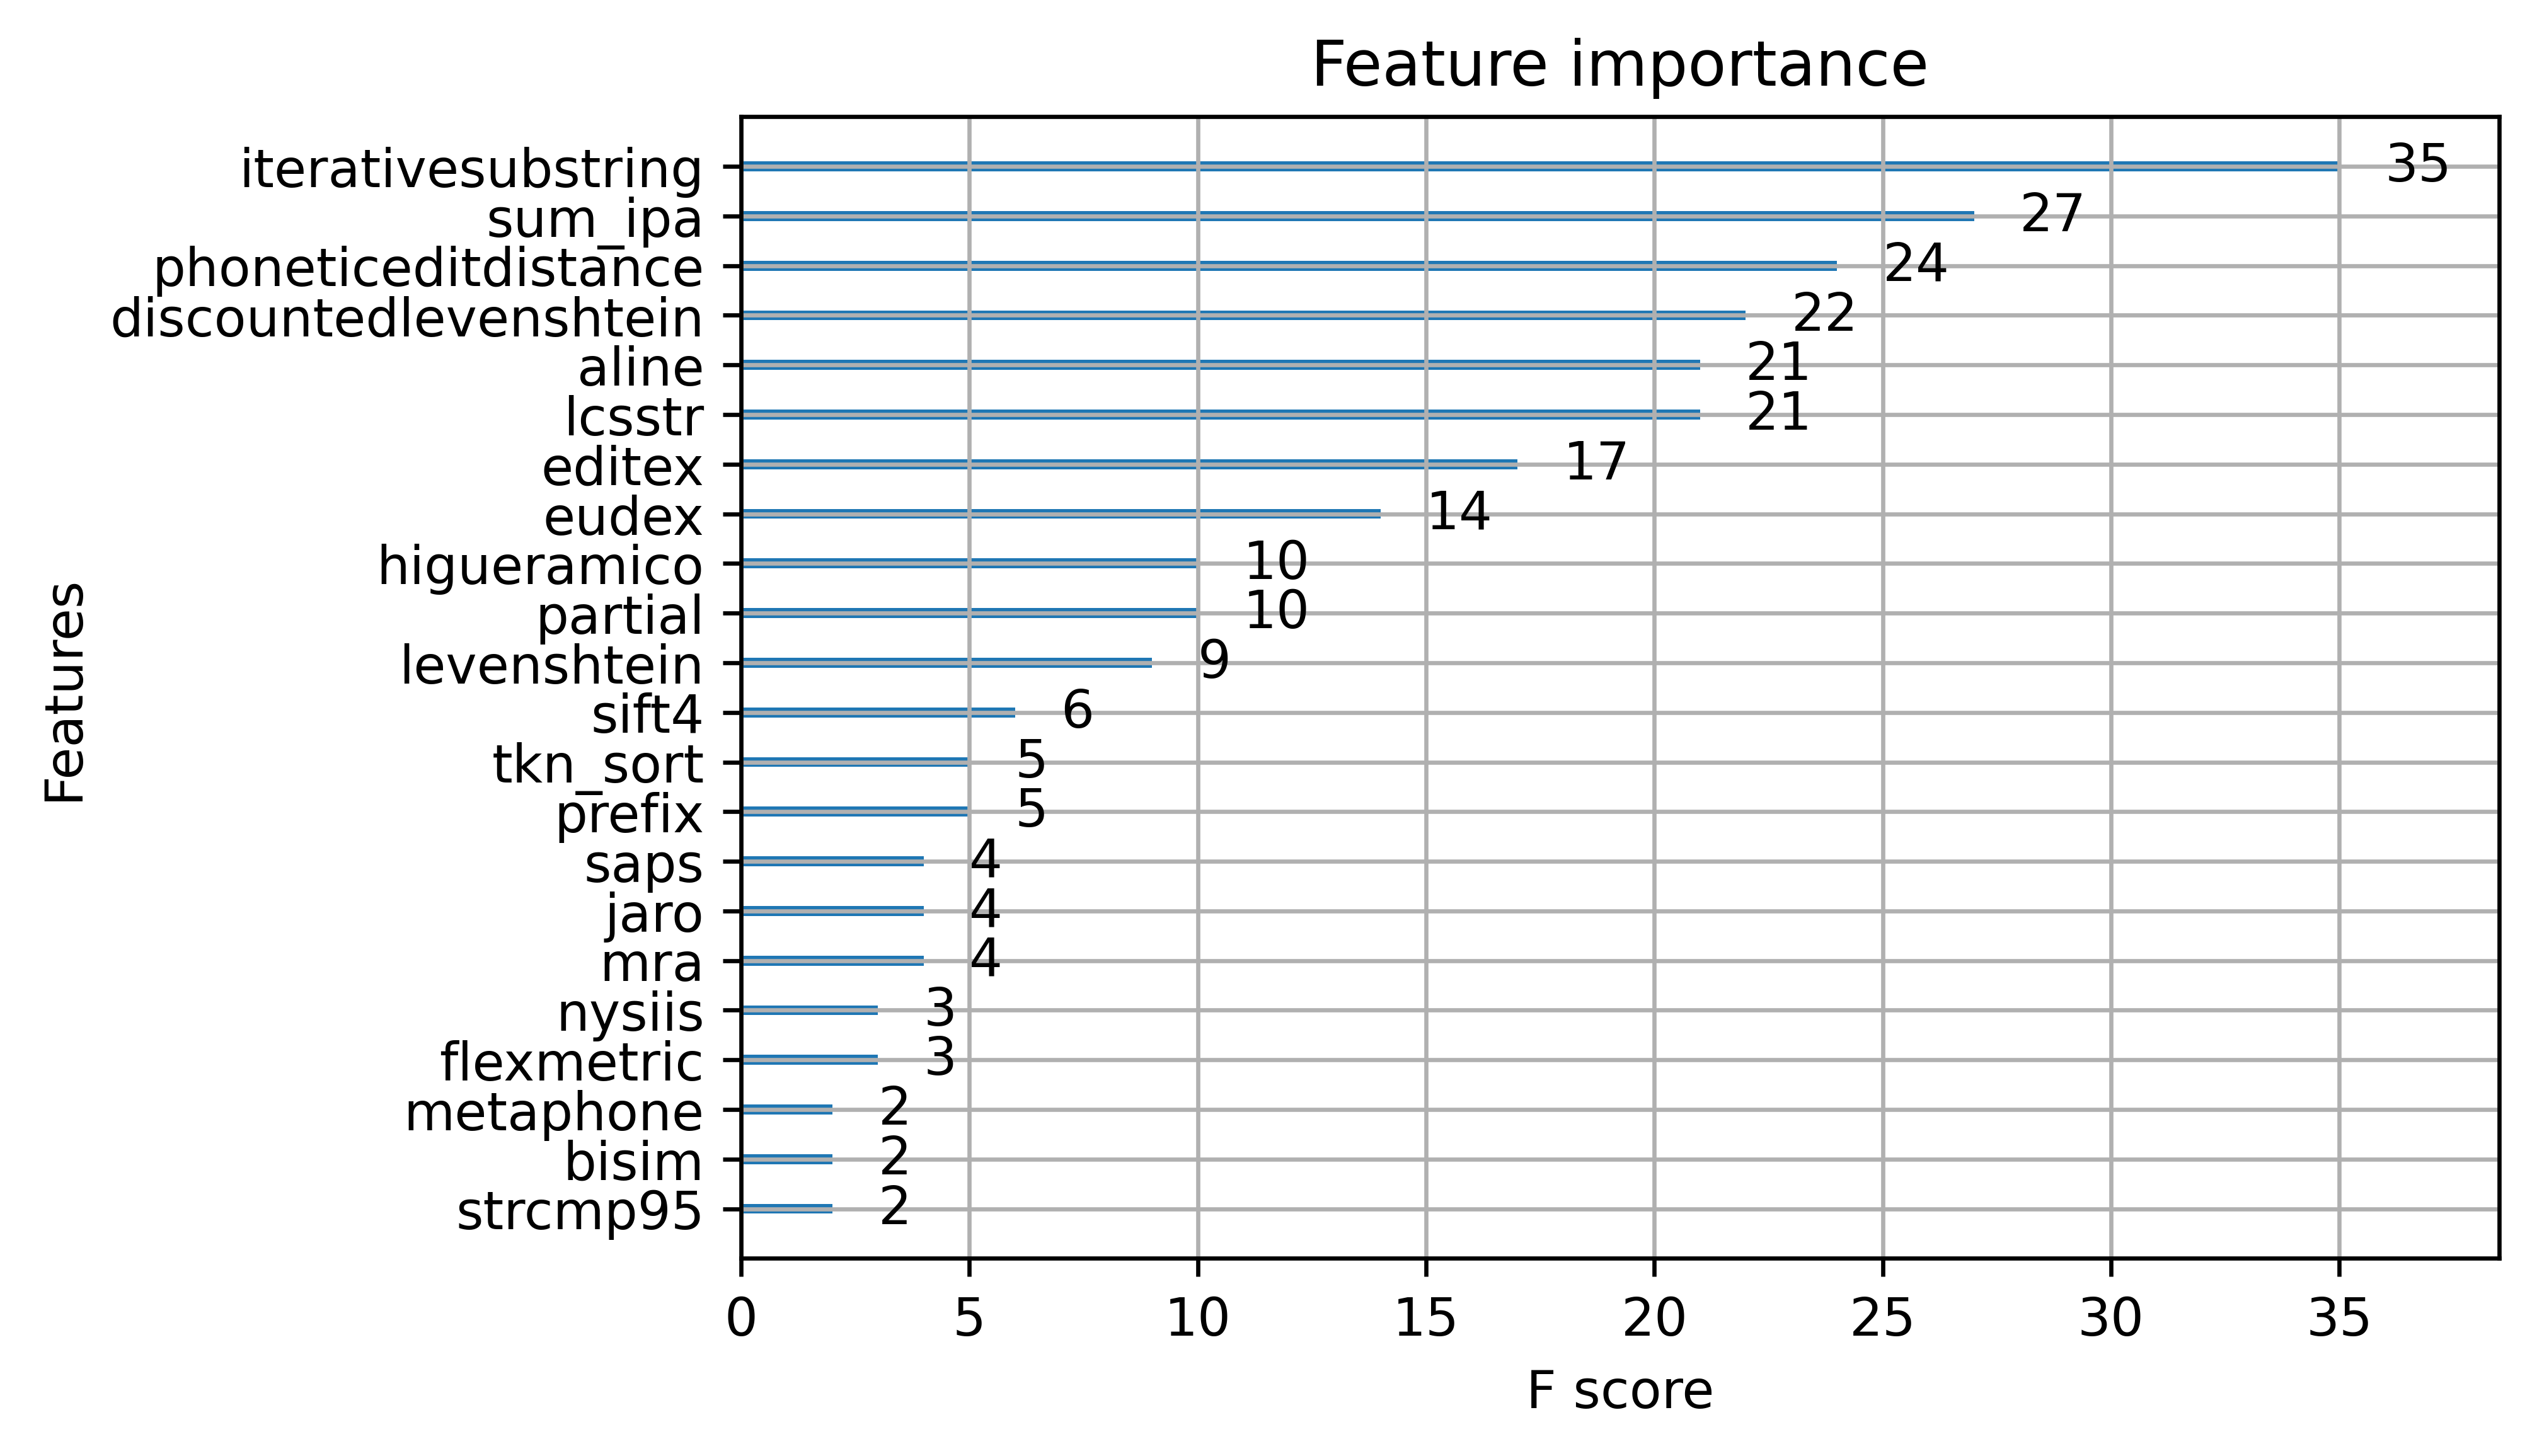 Feature importance
iterativesubstring 35
sum_ipa 27
phoneticeditdistance 24
discountedlevenshtein 22
aline 21
lcsstr 21
editex 17
eudex 14
higueramico 10
partial 10
levenshtein 9
sift4 6
tkn_sort 5
prefix 5
saps 4
jaro 4
mra 4
nysiis 3
flexmetric 3
metaphone 2
bisim 2
strcmp95 2
Features
0 5 10 15 20 25 30 35
F score